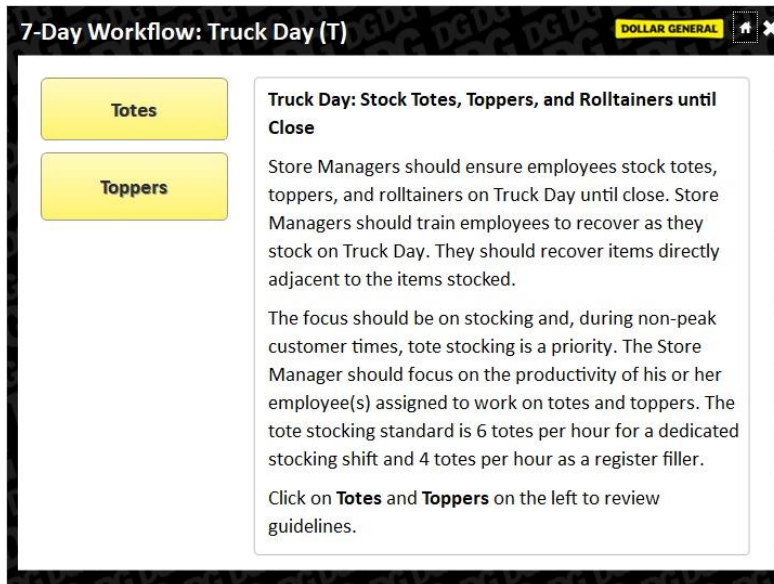 7-Day Workflow: Truck Day (T)
DOLLAR GENERAL
Totes
Toppers
Truck Day: Stock Totes, Toppers, and Rolltainers until
Close
Store Managers should ensure employees stock totes,
toppers, and rolltainers on Truck Day until close. Store
Managers should train employees to recover as they
stock on Truck Day. They should recover items directly
adjacent to the items stocked.
The focus should be on stocking and, during non-peak
customer times, tote stocking is a priority. The Store
Manager should focus on the productivity of his or her
employee(s) assigned to work on totes and toppers. The
tote stocking standard is 6 totes per hour for a dedicated
stocking shift and 4 totes per hour as a register filler.
Click on Totes and Toppers on the left to review
guidelines.